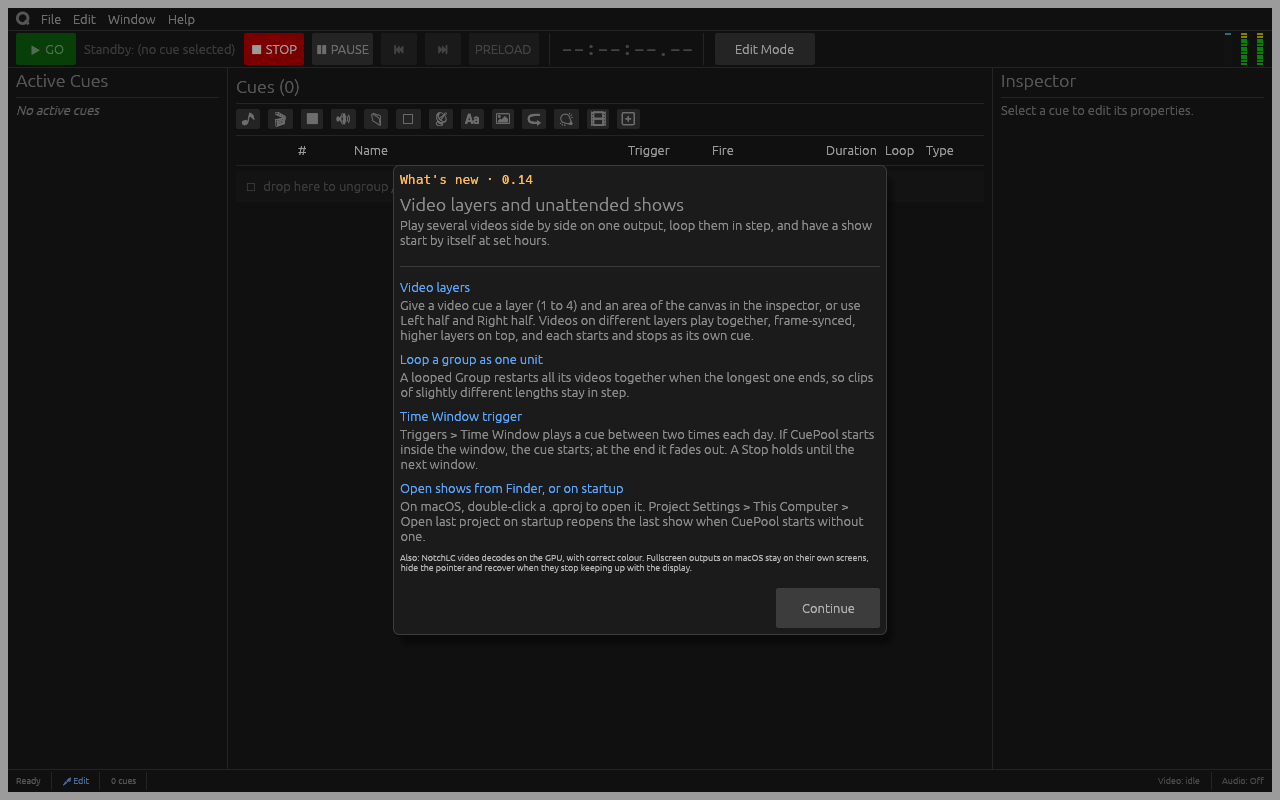 File Edit Window Help
GO Standby: (no cue selected) STOP PAUSE PRELOAD --:--:--.-- Edit Mode
Active Cues
No active cues
Cues (0)
Aa
# Name Trigger Fire Duration Loop Type
drop here to ungroup
Inspector
Select a cue to edit its properties.
What's new · 0.14
Video layers and unattended shows
Play several videos side by side on one output, loop them in step, and have a show
start by itself at set hours.
Video layers
Give a video cue a layer (1 to 4) and an area of the canvas in the inspector, or use
Left half and Right half. Videos on different layers play together, frame-synced,
higher layers on top, and each starts and stops as its own cue.
Loop a group as one unit
A looped Group restarts all its videos together when the longest one ends, so clips
of slightly different lengths stay in step.
Time Window trigger
Triggers > Time Window plays a cue between two times each day. If CuePool starts
inside the window, the cue starts; at the end it fades out. A Stop holds until the
next window.
Open shows from Finder, or on startup
On macOS, double-click a .qproj to open it. Project Settings > This Computer >
Open last project on startup reopens the last show when CuePool starts without
one.
Also: NotchLC video decodes on the GPU, with correct colour. Fullscreen outputs on macOS stay on their own screens,
hide the pointer and recover when they stop keeping up with the display.
Continue
Ready Edit 0 cues Video: idle Audio: Off